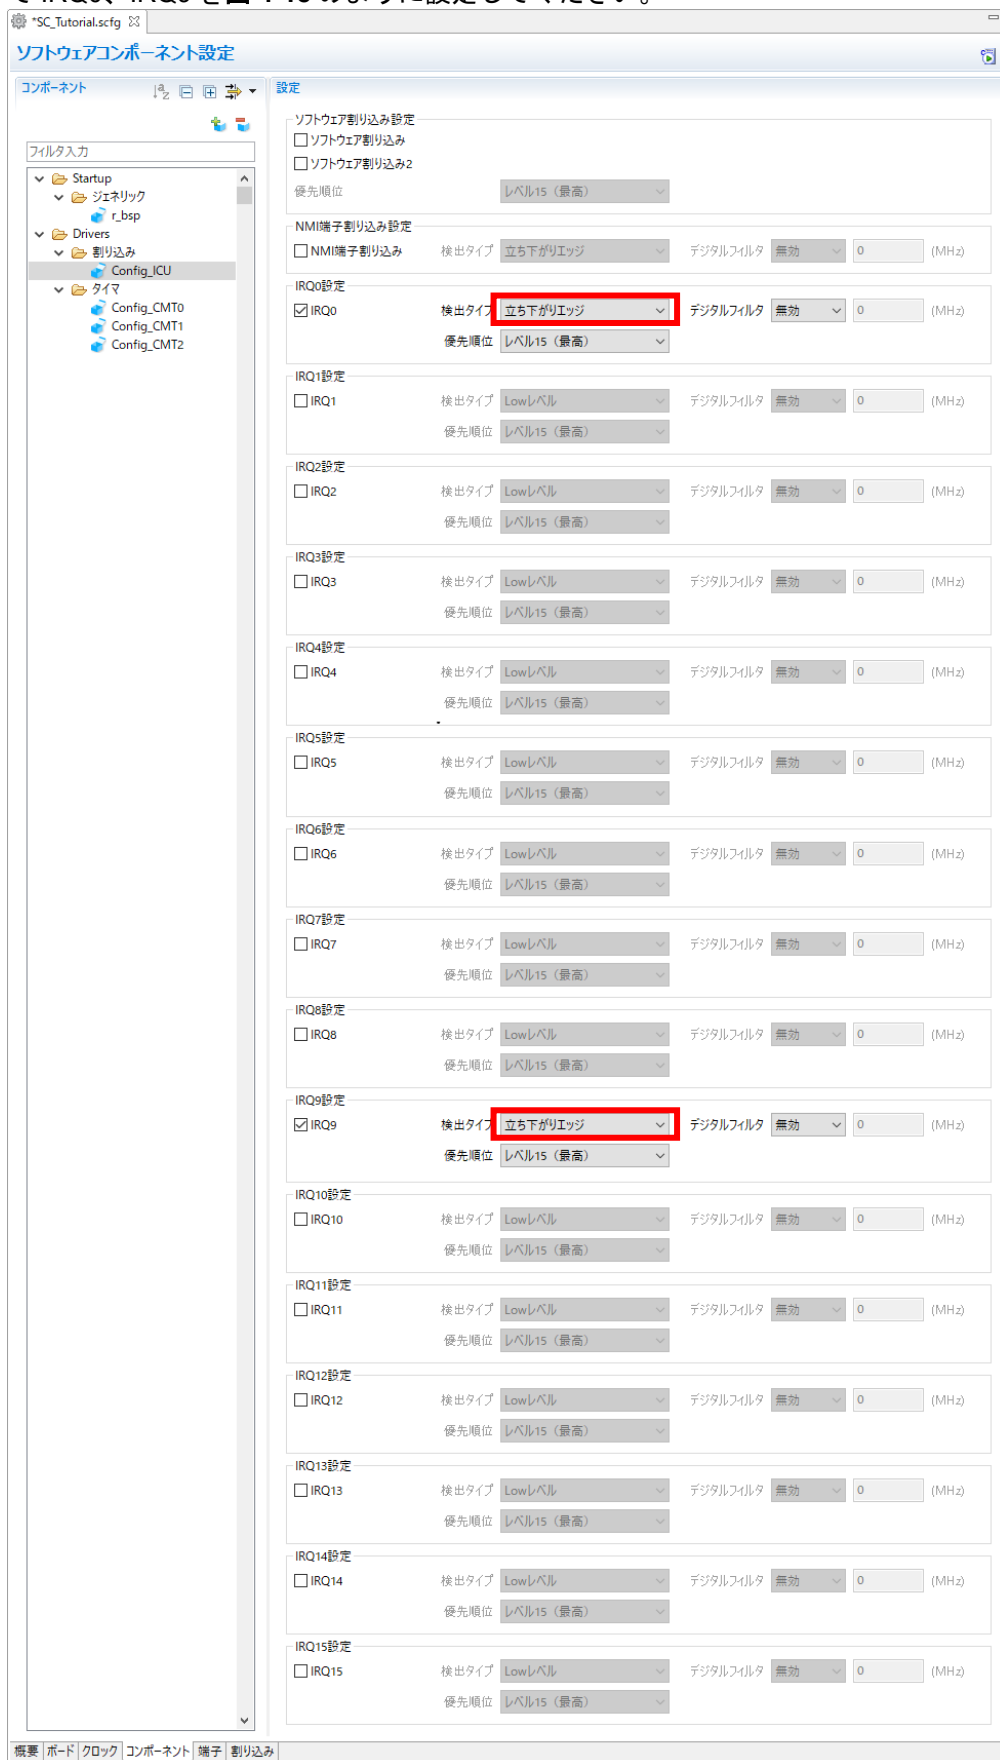 *SC_Tutorial.scfg
ソフトウェアコンポーネント設定
コンポーネント
設定
フィルタ入力
Startup
ジェネリック
r_bsp
Drivers
割り込み
Config_ICU
タイマ
Config_CMT0
Config_CMT1
Config_CMT2
ソフトウェア割り込み設定
ソフトウェア割り込み
ソフトウェア割り込み2
優先順位 レベル15（最高）
NMI端子割り込み設定
NMI端子割り込み 検出タイプ 立ち下がりエッジ デジタルフィルタ 無効 0 (MHz)
IRQ0設定
IRQ0 検出タイプ 立ち下がりエッジ デジタルフィルタ 無効 0 (MHz)
優先順位 レベル15（最高）
IRQ1設定
IRQ1 検出タイプ Lowレベル デジタルフィルタ 無効 0 (MHz)
優先順位 レベル15（最高）
IRQ2設定
IRQ2 検出タイプ Lowレベル デジタルフィルタ 無効 0 (MHz)
優先順位 レベル15（最高）
IRQ3設定
IRQ3 検出タイプ Lowレベル デジタルフィルタ 無効 0 (MHz)
優先順位 レベル15（最高）
IRQ4設定
IRQ4 検出タイプ Lowレベル デジタルフィルタ 無効 0 (MHz)
優先順位 レベル15（最高）
IRQ5設定
IRQ5 検出タイプ Lowレベル デジタルフィルタ 無効 0 (MHz)
優先順位 レベル15（最高）
IRQ6設定
IRQ6 検出タイプ Lowレベル デジタルフィルタ 無効 0 (MHz)
優先順位 レベル15（最高）
IRQ7設定
IRQ7 検出タイプ Lowレベル デジタルフィルタ 無効 0 (MHz)
優先順位 レベル15（最高）
IRQ8設定
IRQ8 検出タイプ Lowレベル デジタルフィルタ 無効 0 (MHz)
優先順位 レベル15（最高）
IRQ9設定
IRQ9 検出タイプ 立ち下がりエッジ デジタルフィルタ 無効 0 (MHz)
優先順位 レベル15（最高）
IRQ10設定
IRQ10 検出タイプ Lowレベル デジタルフィルタ 無効 0 (MHz)
優先順位 レベル15（最高）
IRQ11設定
IRQ11 検出タイプ Lowレベル デジタルフィルタ 無効 0 (MHz)
優先順位 レベル15（最高）
IRQ12設定
IRQ12 検出タイプ Lowレベル デジタルフィルタ 無効 0 (MHz)
優先順位 レベル15（最高）
IRQ13設定
IRQ13 検出タイプ Lowレベル デジタルフィルタ 無効 0 (MHz)
優先順位 レベル15（最高）
IRQ14設定
IRQ14 検出タイプ Lowレベル デジタルフィルタ 無効 0 (MHz)
優先順位 レベル15（最高）
IRQ15設定
IRQ15 検出タイプ Lowレベル デジタルフィルタ 無効 0 (MHz)
優先順位 レベル15（最高）
概要 ボード クロック コンポーネント 端子 割り込み